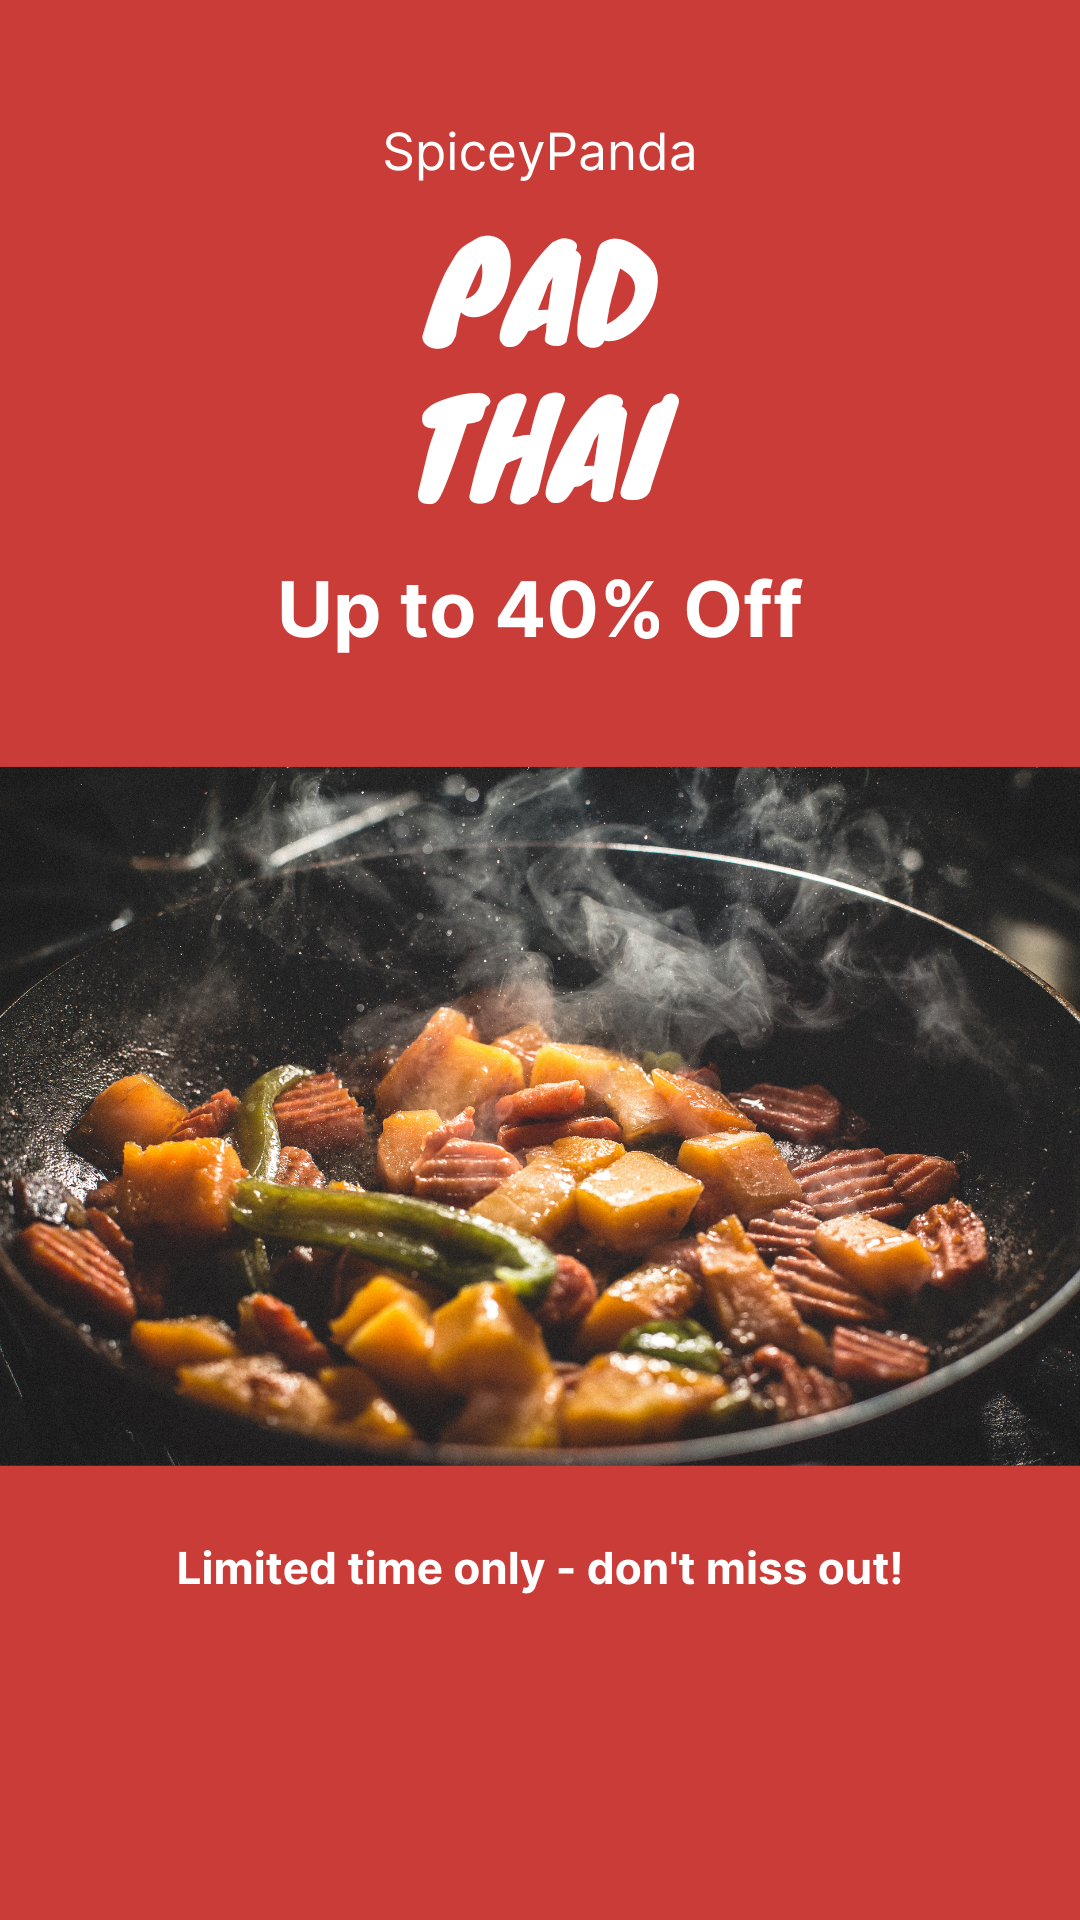 SpiceyPanda
PAD
THAI
Up to 40% Off
Limited time only - don't miss out!